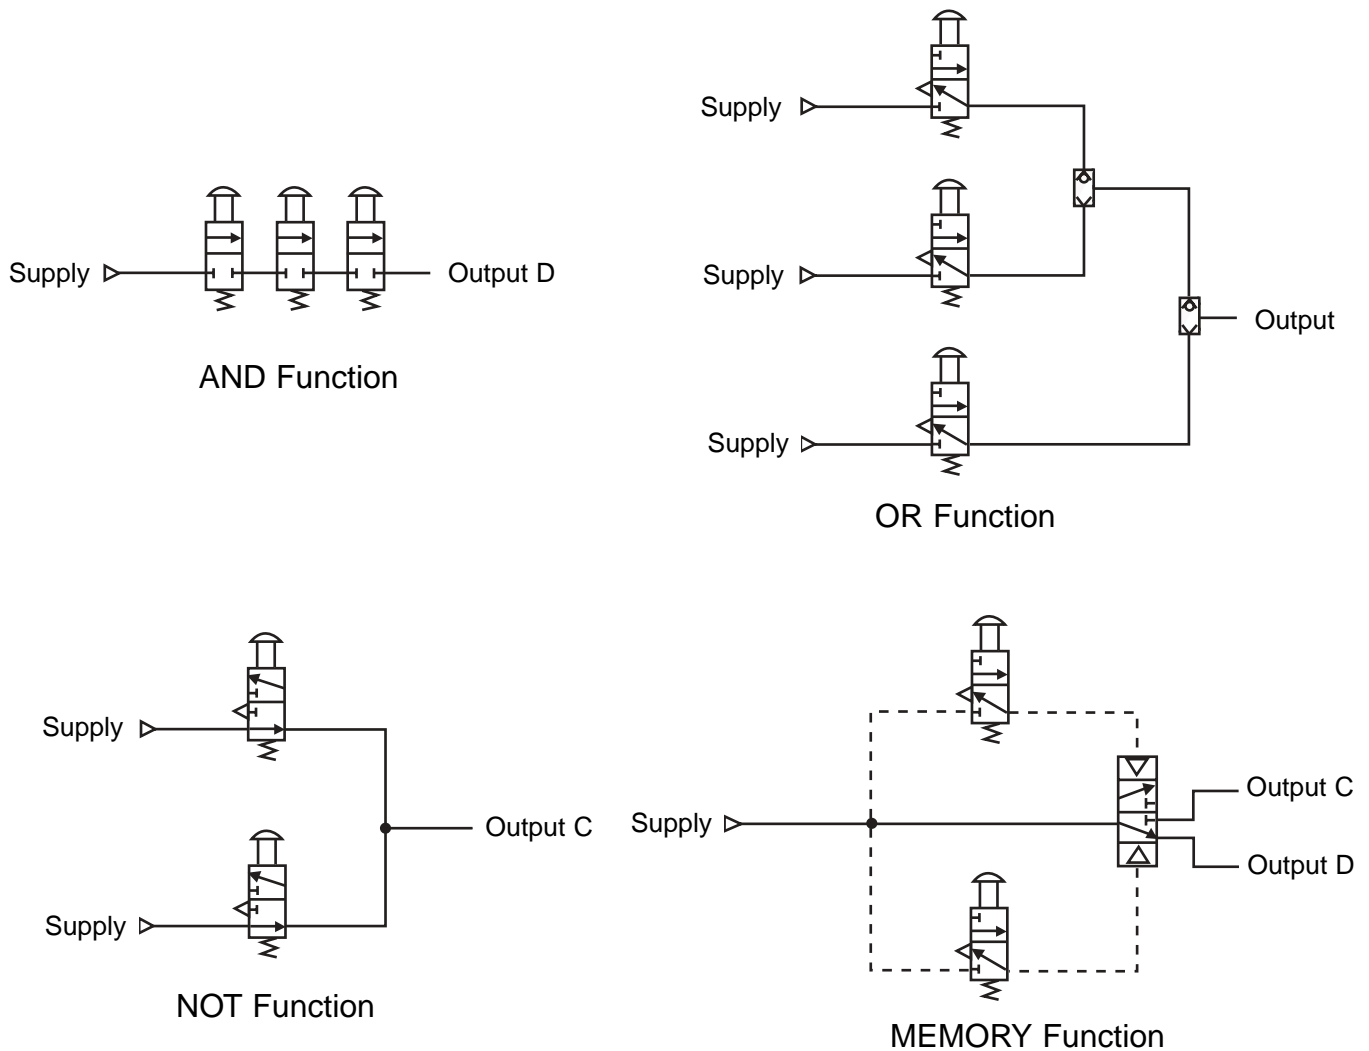 Supply
Output D
AND Function
Supply
Supply
Supply
Output
OR Function
Supply
Supply
Output C
NOT Function
Supply
Output C
Output D
MEMORY Function